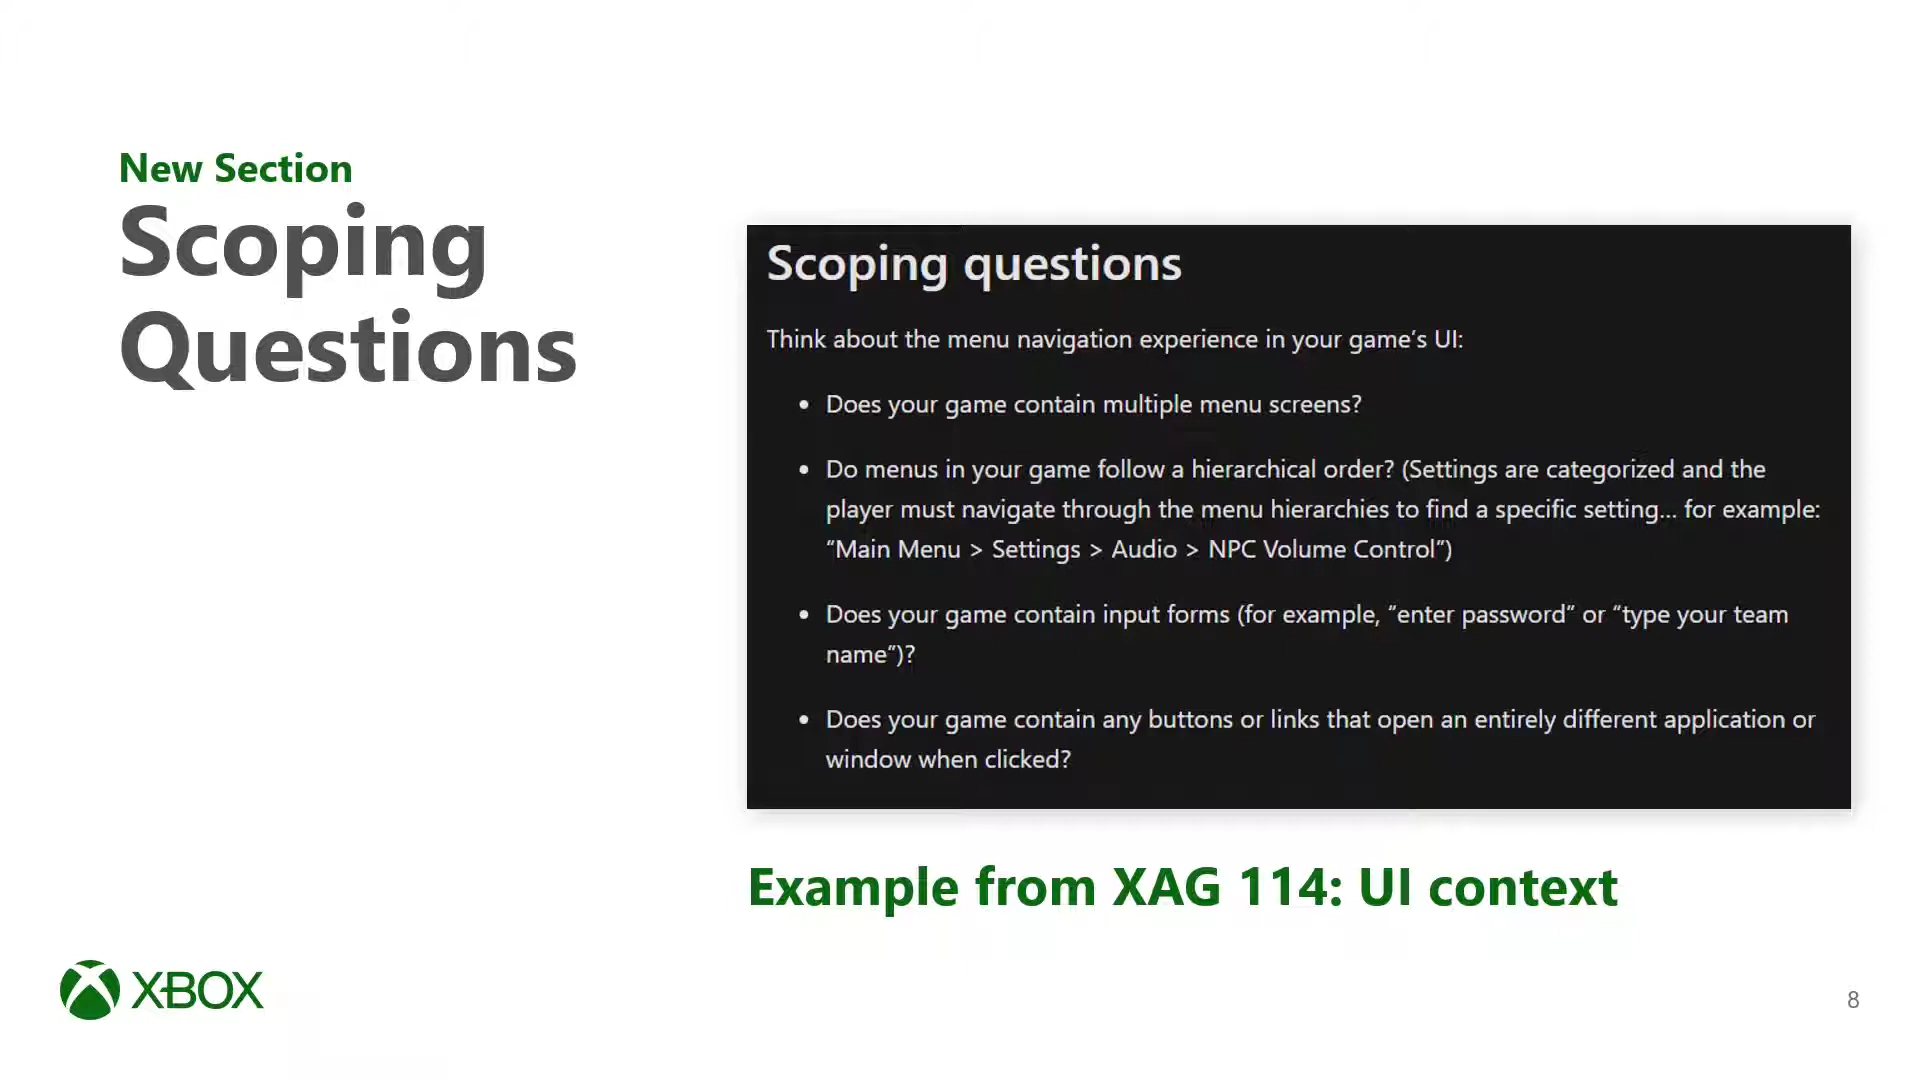 New Section
Scoping
Questions
Scoping questions
Think about the menu navigation experience in your game’s UI:
• Does your game contain multiple menu screens?
• Do menus in your game follow a hierarchical order? (Settings are categorized and the
player must navigate through the menu hierarchies to find a specific setting... for example:
“Main Menu > Settings > Audio > NPC Volume Control”)
• Does your game contain input forms (for example, “enter password” or “type your team
name”)?
• Does your game contain any buttons or links that open an entirely different application or
window when clicked?
Example from XAG 114: UI context
XBOX
8